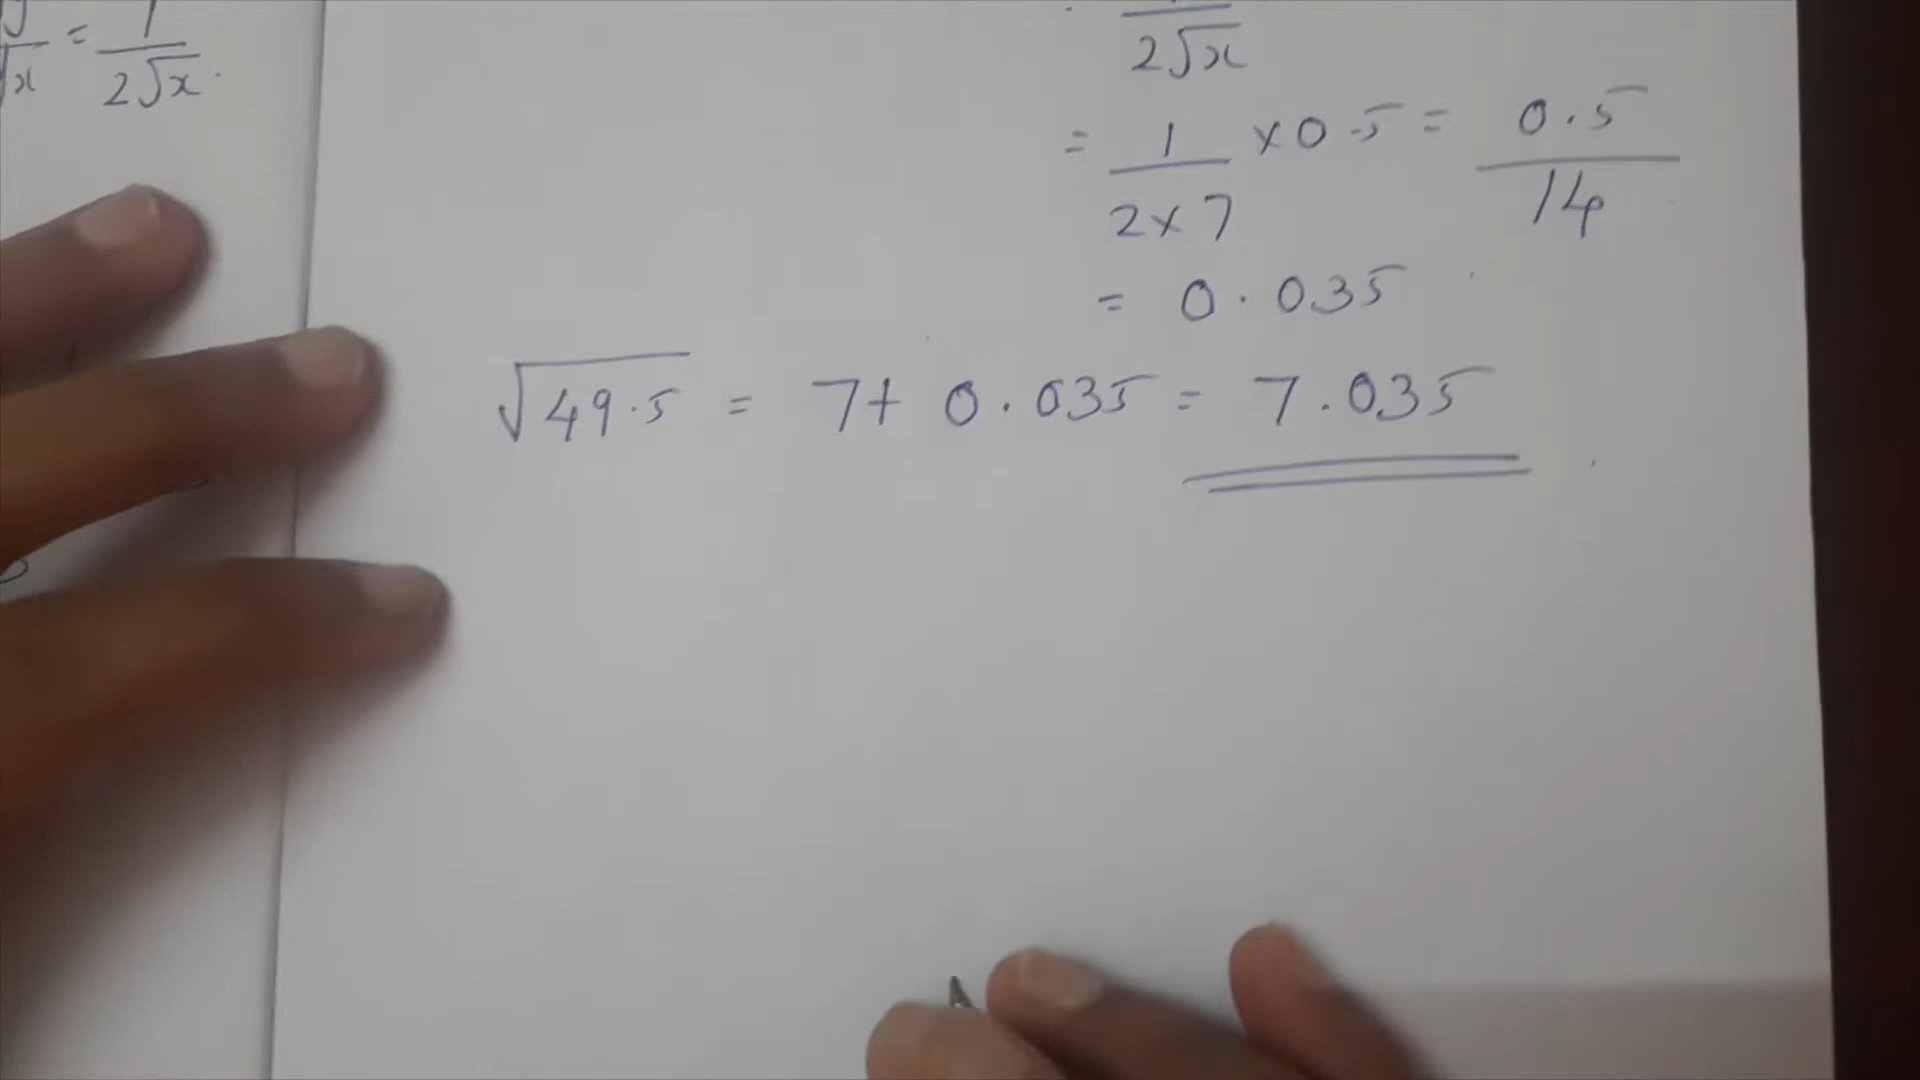 = 1
2√x.
√x
2√x
= 1 × 0.5 = 0.5
2×7
14
= 0.035
√49.5 = 7+ 0.035 = 7.035